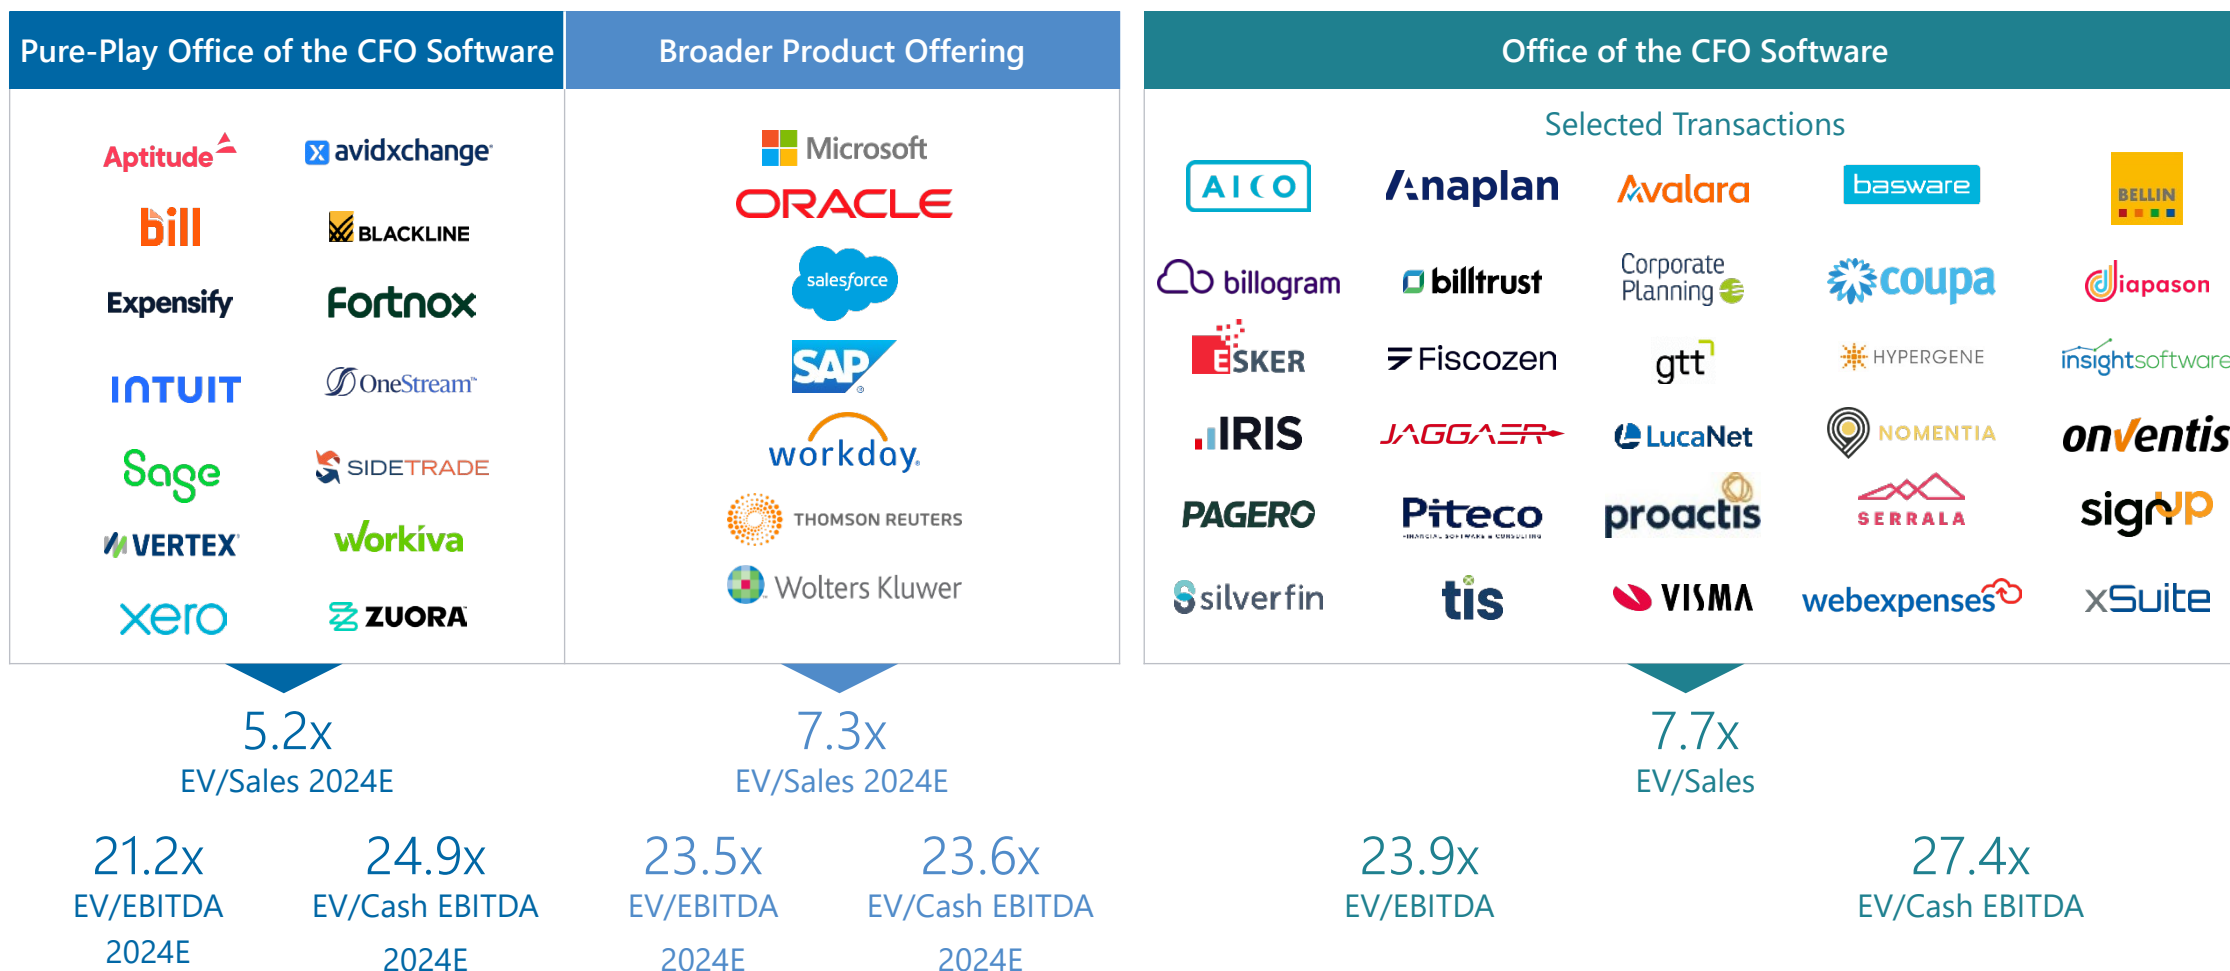 Pure-Play Office of the CFO Software
Aptitude avidxchange
bill BLACKLINE
Expensify Fortnox
INTUIT OneStream™
Sage SIDETRADE
VERTEX workiva
xero ZUORA
5.2x
EV/Sales 2024E
21.2x 24.9x
EV/EBITDA EV/Cash EBITDA
2024E 2024E
Broader Product Offering
Microsoft
ORACLE
salesforce
SAP®
workday.
THOMSON REUTERS
Wolters Kluwer
7.3x
EV/Sales 2024E
23.5x 23.6x
EV/EBITDA EV/Cash EBITDA
2024E 2024E
Office of the CFO Software
Selected Transactions
AICO Anaplan Avalara basware BELLIN
billogram billtrust Corporate Planning coupa diapason
ESKER Fiscozen gtt HYPERGENE insightsoftware
IRIS JAGGAER LucaNet NOMENTIA onventis
PAGERO Piteco FINANCIAL SOFTWARE & CONSULTING proactis SERRALA signup
silverfin tis VISMA webexpenses xSuite
7.7x
EV/Sales
23.9x 27.4x
EV/EBITDA EV/Cash EBITDA